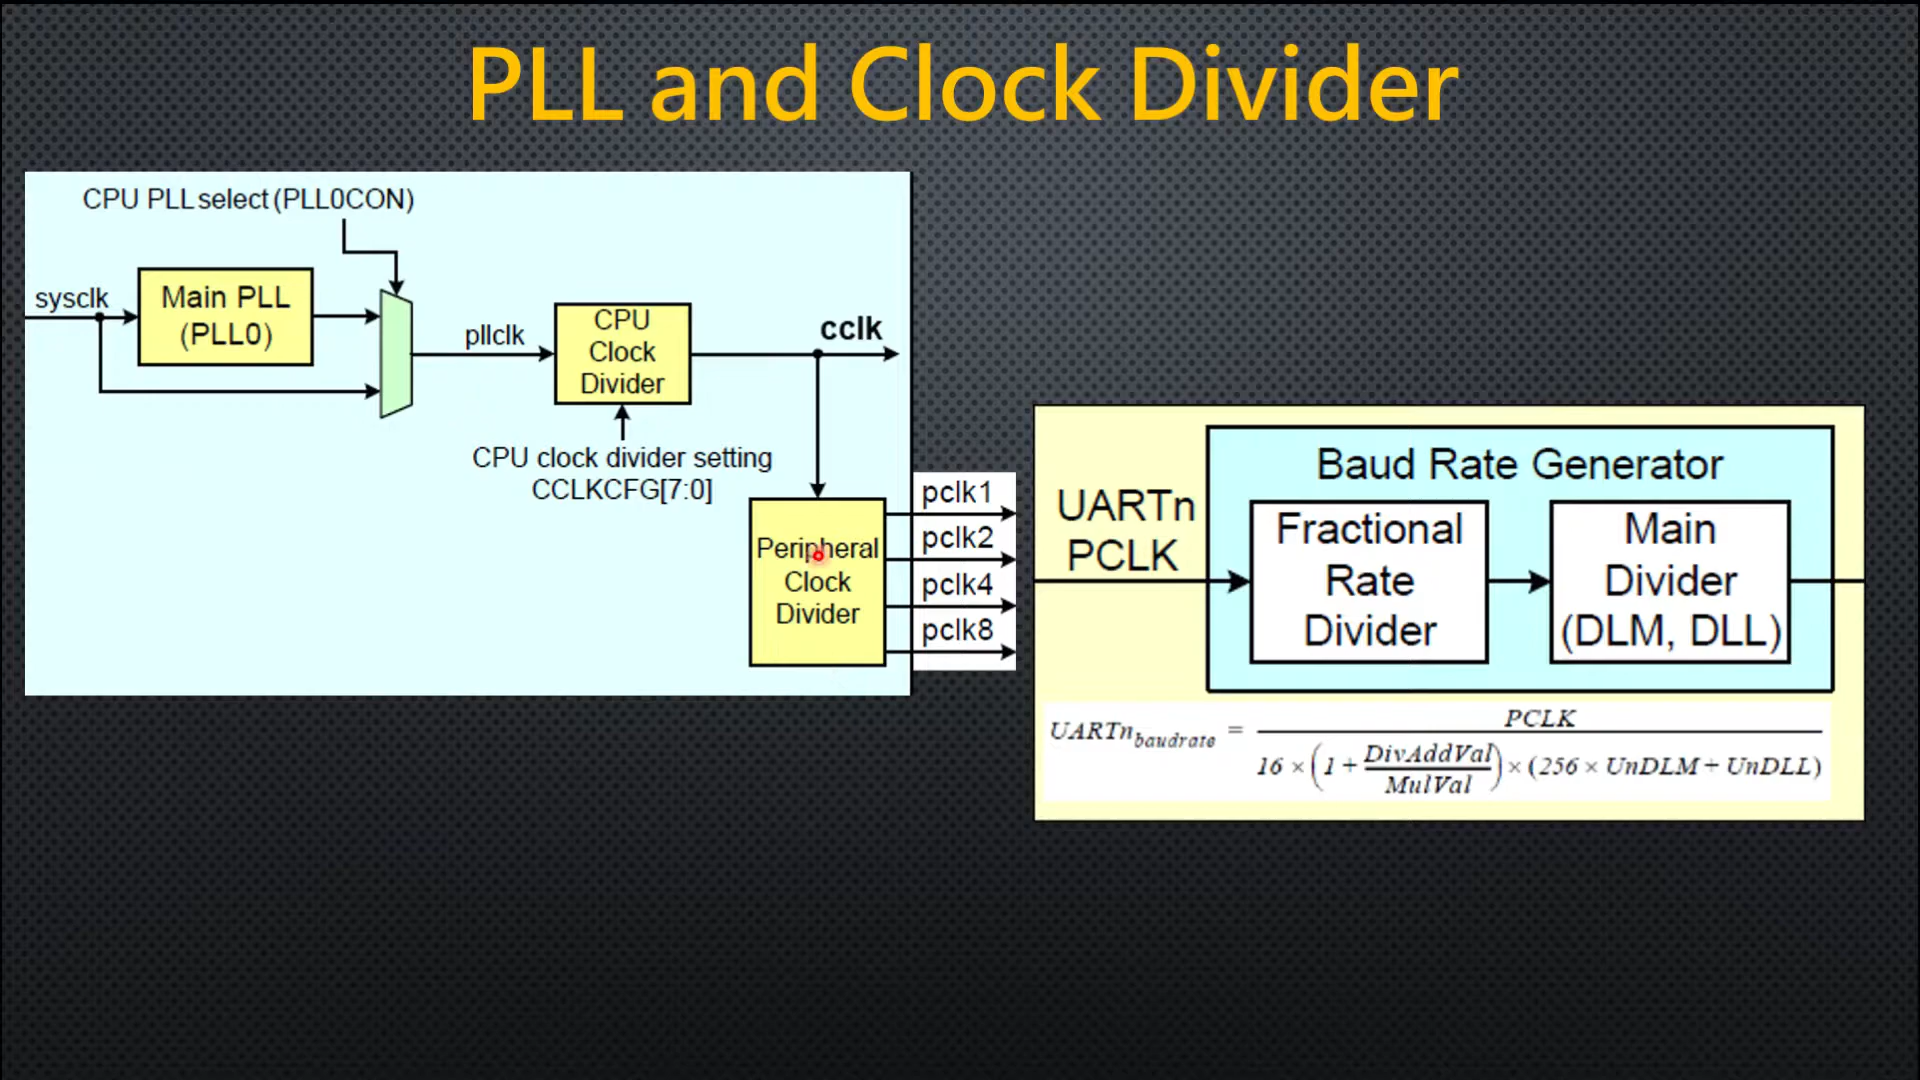 PLL and Clock Divider
CPU PLL select (PLL0CON)
sysclk
Main PLL
(PLL0)
pllclk
CPU
Clock
Divider
cclk
CPU clock divider setting
CCLKCFG[7:0]
Peripheral
Clock
Divider
pclk1
pclk2
pclk4
pclk8
UARTn
PCLK
Baud Rate Generator
Fractional
Rate
Divider
Main
Divider
(DLM, DLL)
UARTn baudrate = PCLK
16 × (1 + DivAddVal / MulVal) × (256 × UnDLM + UnDLL)